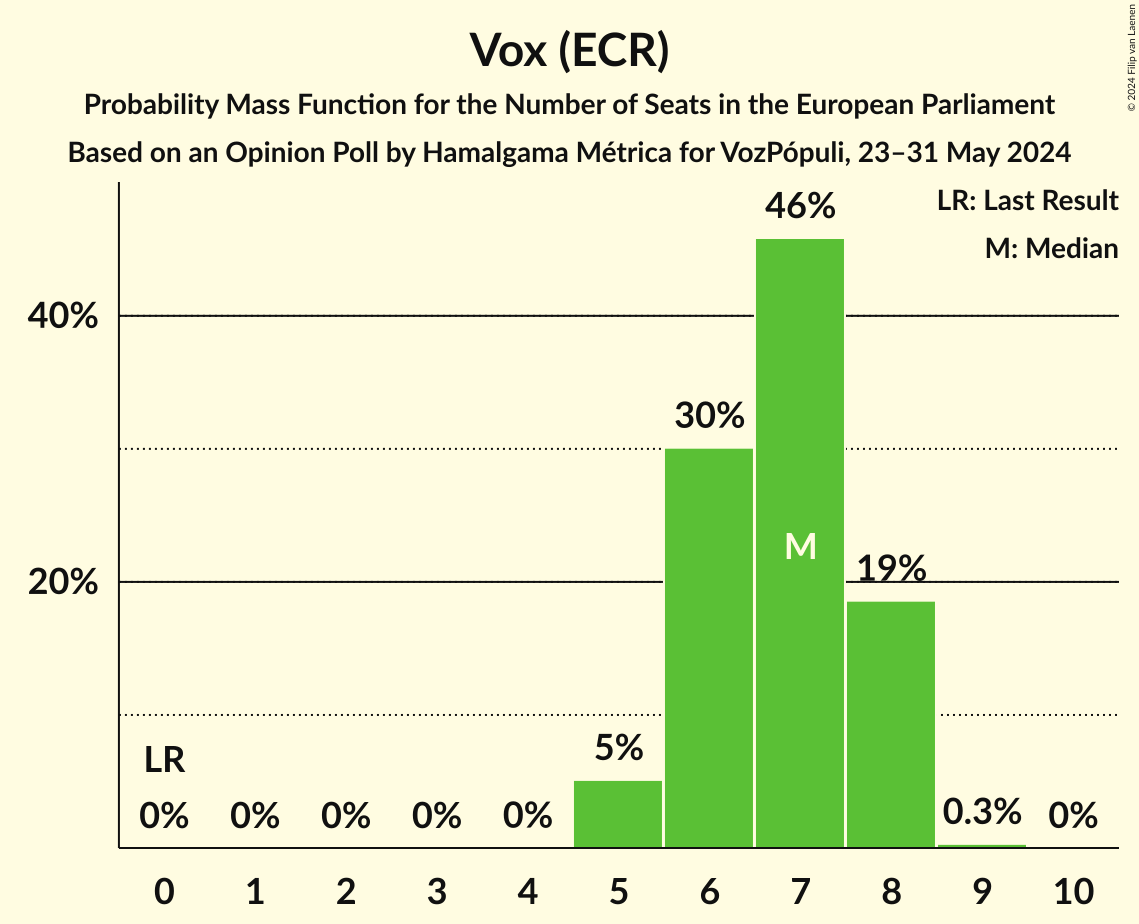 Vox (ECR)
Probability Mass Function for the Number of Seats in the European Parliament
Based on an Opinion Poll by Hamalgama Métrica for VozPópuli, 23–31 May 2024
© 2024 Filip van Laenen
LR: Last Result
M: Median
46%
40%
30%
M
20%
19%
LR
5%
0% 0% 0% 0% 0% 0.3% 0%
0 1 2 3 4 5 6 7 8 9 10